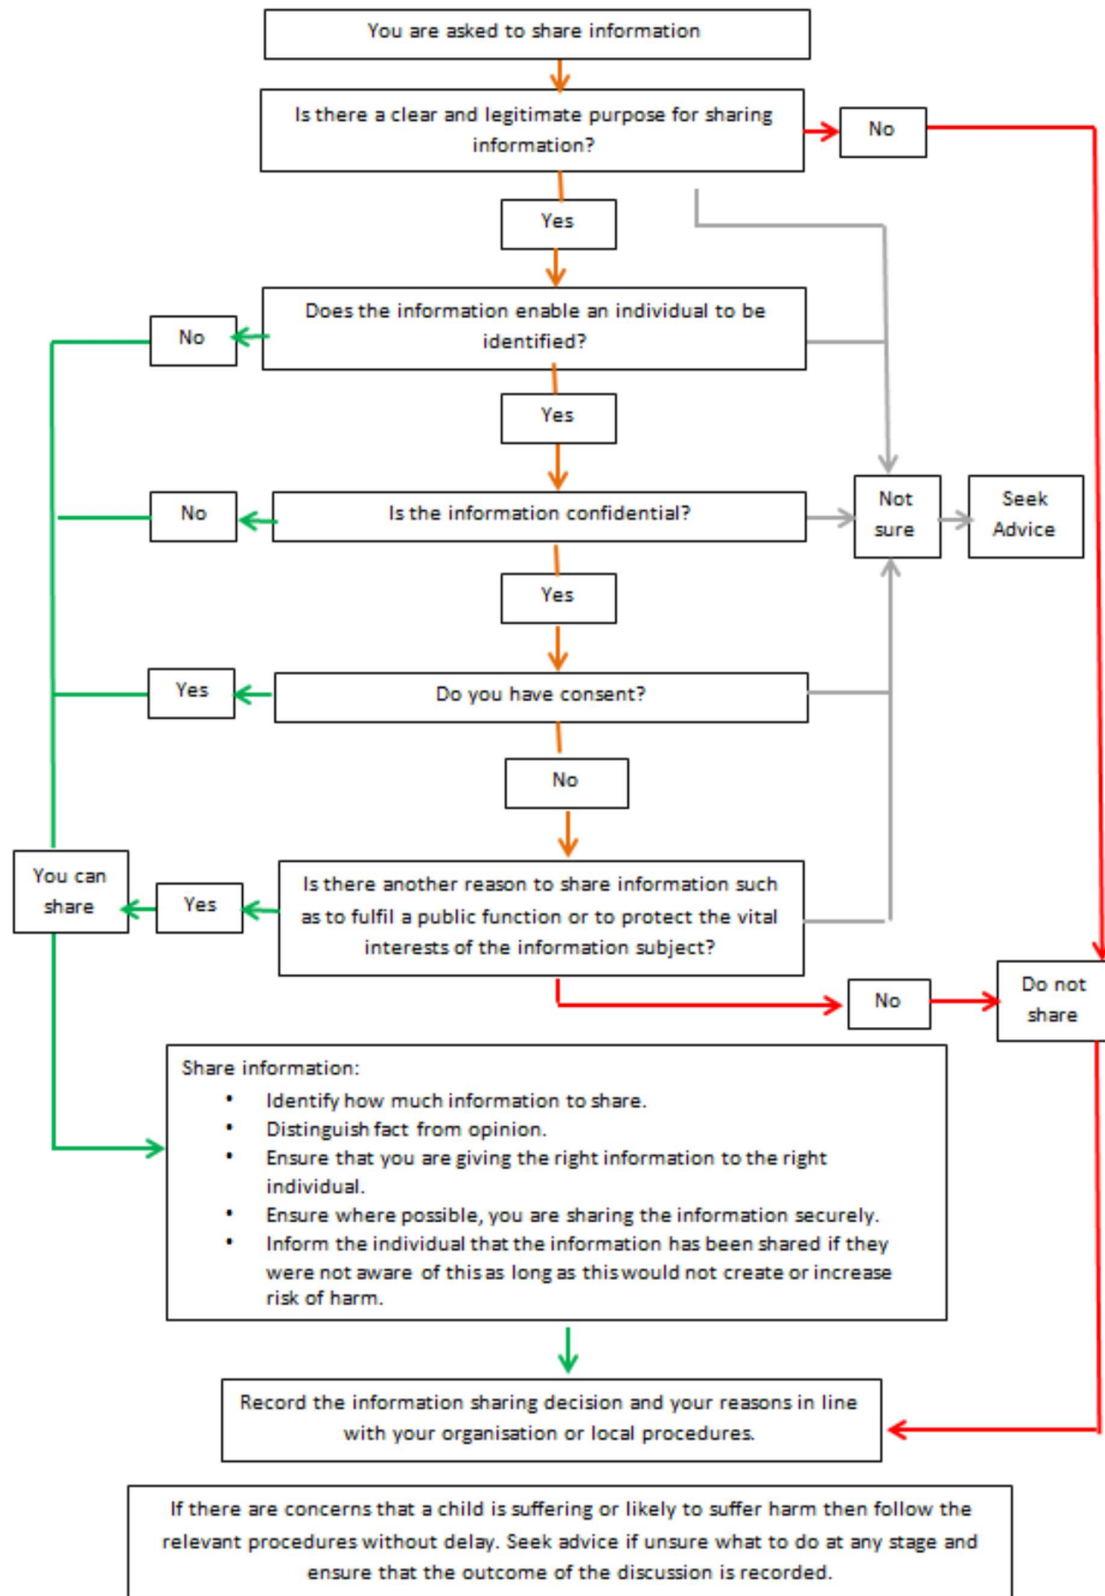 You are asked to share information
Is there a clear and legitimate purpose for sharing
information?
No
Yes
Does the information enable an individual to be
identified?
No
Yes
Is the information confidential?
No
Not
sure
Seek
Advice
Yes
Do you have consent?
Yes
No
Is there another reason to share information such
as to fulfil a public function or to protect the vital
interests of the information subject?
Yes
You can
share
No
Do not
share
Share information:
• Identify how much information to share.
• Distinguish fact from opinion.
• Ensure that you are giving the right information to the right
individual.
• Ensure where possible, you are sharing the information securely.
• Inform the individual that the information has been shared if they
were not aware of this as long as this would not create or increase
risk of harm.
Record the information sharing decision and your reasons in line
with your organisation or local procedures.
If there are concerns that a child is suffering or likely to suffer harm then follow the
relevant procedures without delay. Seek advice if unsure what to do at any stage and
ensure that the outcome of the discussion is recorded.